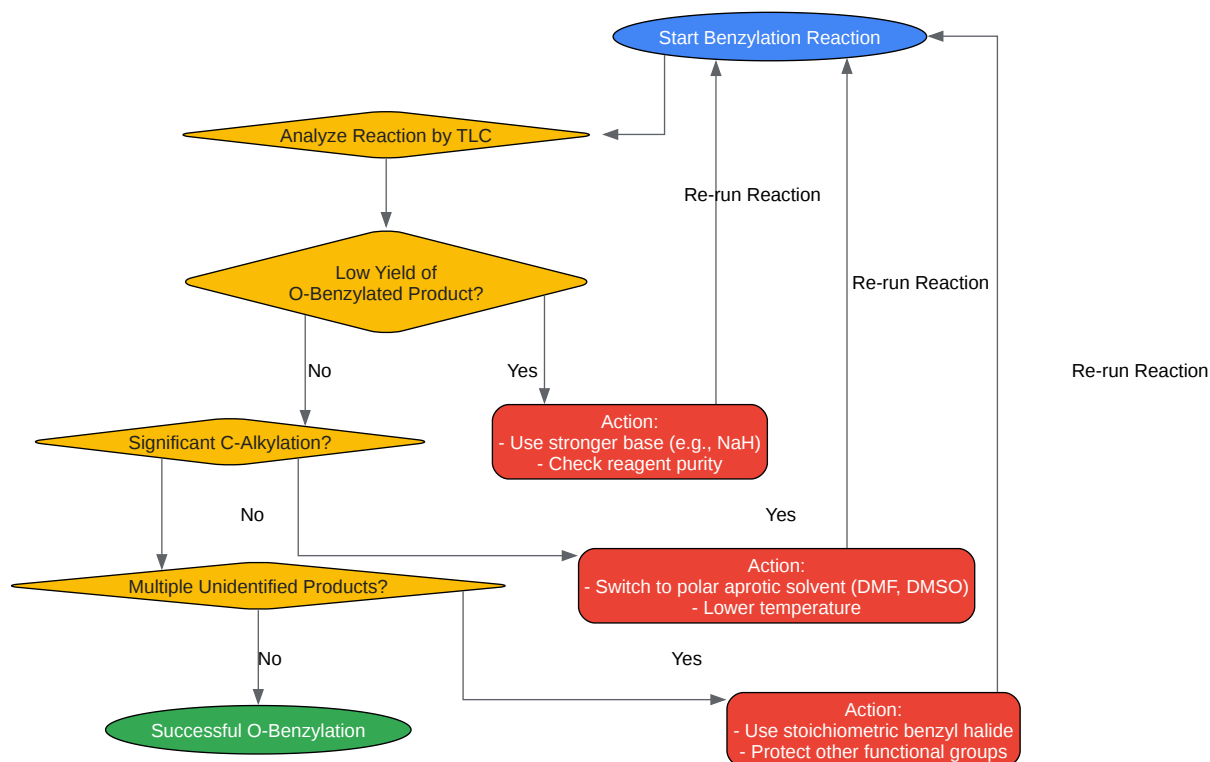 Start Benzylation Reaction
Analyze Reaction by TLC
Re-run Reaction
Low Yield of
O-Benzylated Product?
Re-run Reaction
No
Yes
Re-run Reaction
Action:
- Use stronger base (e.g., NaH)
- Check reagent purity
Significant C-Alkylation?
No
Yes
Action:
- Switch to polar aprotic solvent (DMF, DMSO)
- Lower temperature
Multiple Unidentified Products?
No
Yes
Action:
- Use stoichiometric benzyl halide
- Protect other functional groups
Successful O-Benzylation